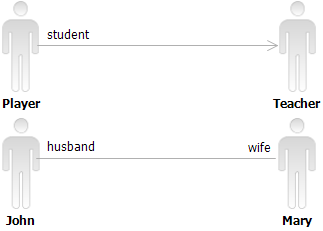 student
Player
Teacher
husband
wife
John
Mary